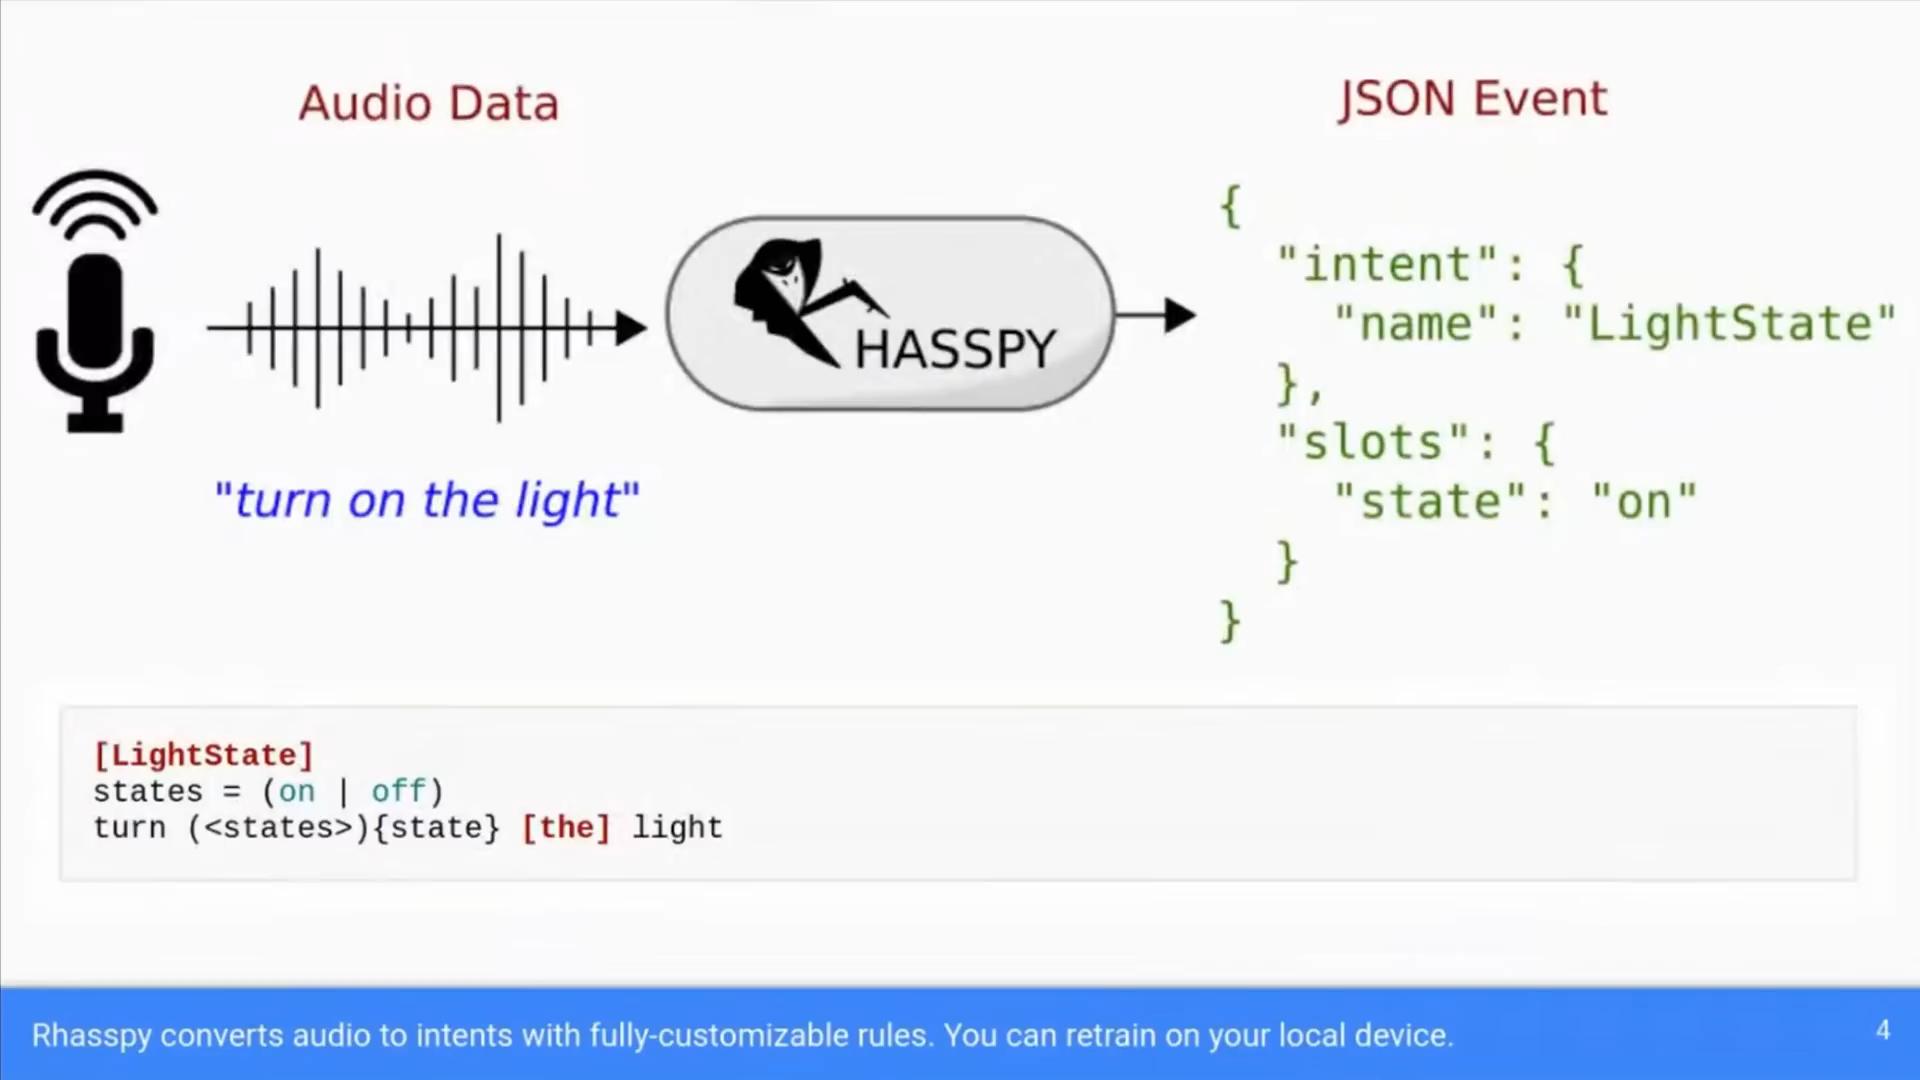 Audio Data
JSON Event
HASSPY
"turn on the light"
{
"intent": {
"name": "LightState"
},
"slots": {
"state": "on"
}
}
[LightState]
states = (on | off)
turn (<states>){state} [the] light
Rhasspy converts audio to intents with fully-customizable rules. You can retrain on your local device.
4